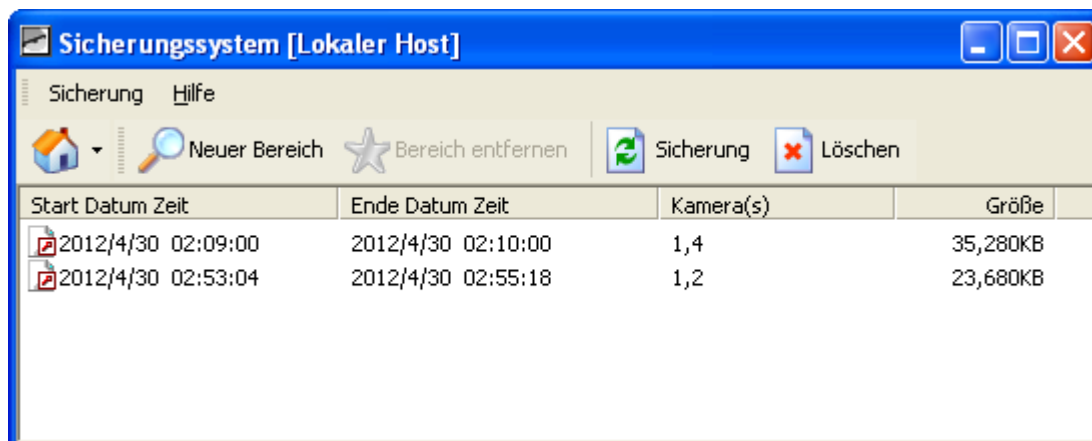 Sicherungssystem [Lokaler Host]
Sicherung Hilfe
Neuer Bereich Bereich entfernen Sicherung Löschen
Start Datum Zeit Ende Datum Zeit Kamera(s) Größe
2012/4/30 02:09:00 2012/4/30 02:10:00 1,4 35,280KB
2012/4/30 02:53:04 2012/4/30 02:55:18 1,2 23,680KB